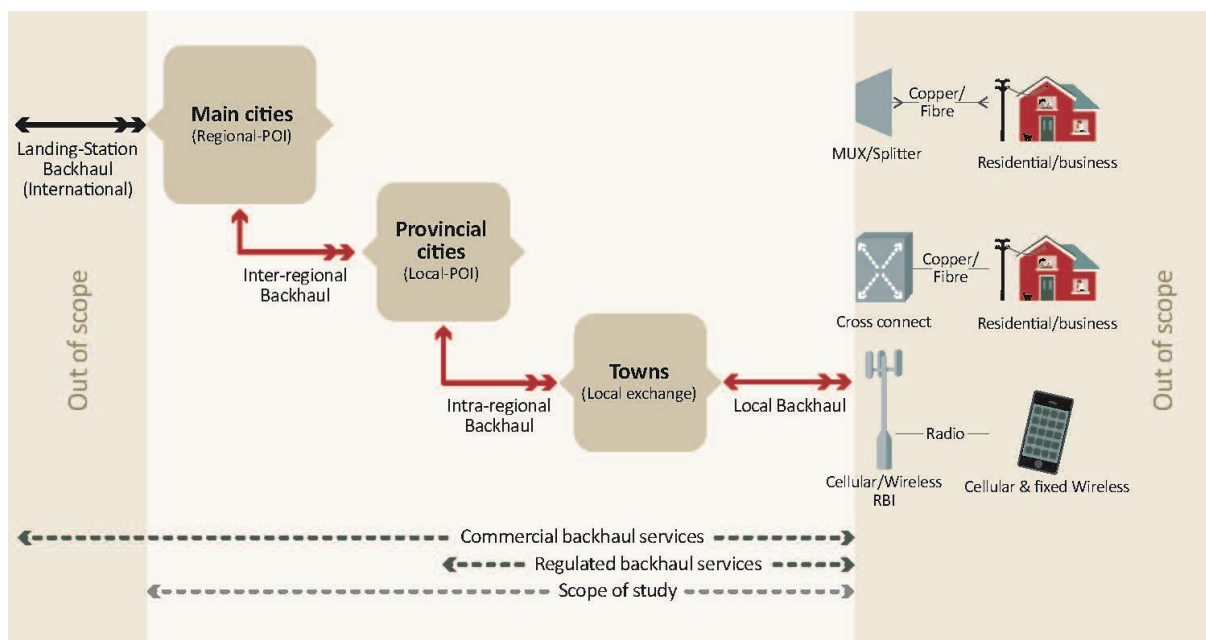 Main cities
(Regional-POI)
Landing-Station
Backhaul
(International)
Out of scope
Inter-regional
Backhaul
Provincial
cities
(Local-POI)
Intra-regional
Backhaul
Towns
(Local exchange)
Local Backhaul
MUX/Splitter
Copper/
Fibre
Residential/business
Cross connect
Copper/
Fibre
Residential/business
Cellular/Wireless
RBI
Radio
Cellular & fixed Wireless
Out of scope
Commercial backhaul services
Regulated backhaul services
Scope of study